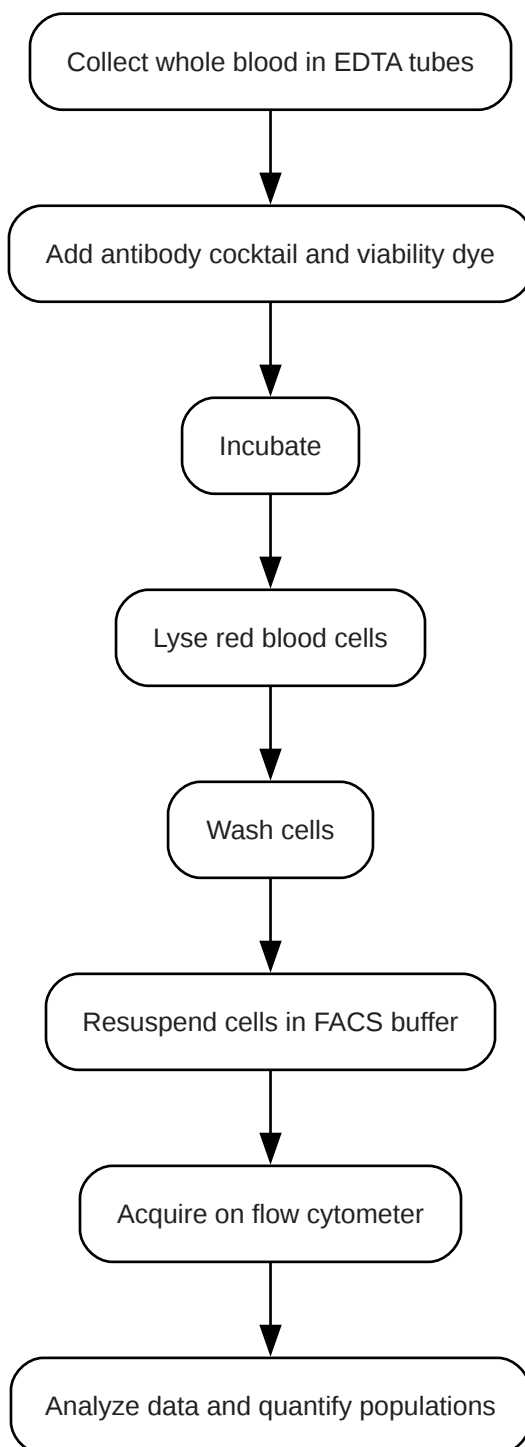 Collect whole blood in EDTA tubes
Add antibody cocktail and viability dye
Incubate
Lyse red blood cells
Wash cells
Resuspend cells in FACS buffer
Acquire on flow cytometer
Analyze data and quantify populations